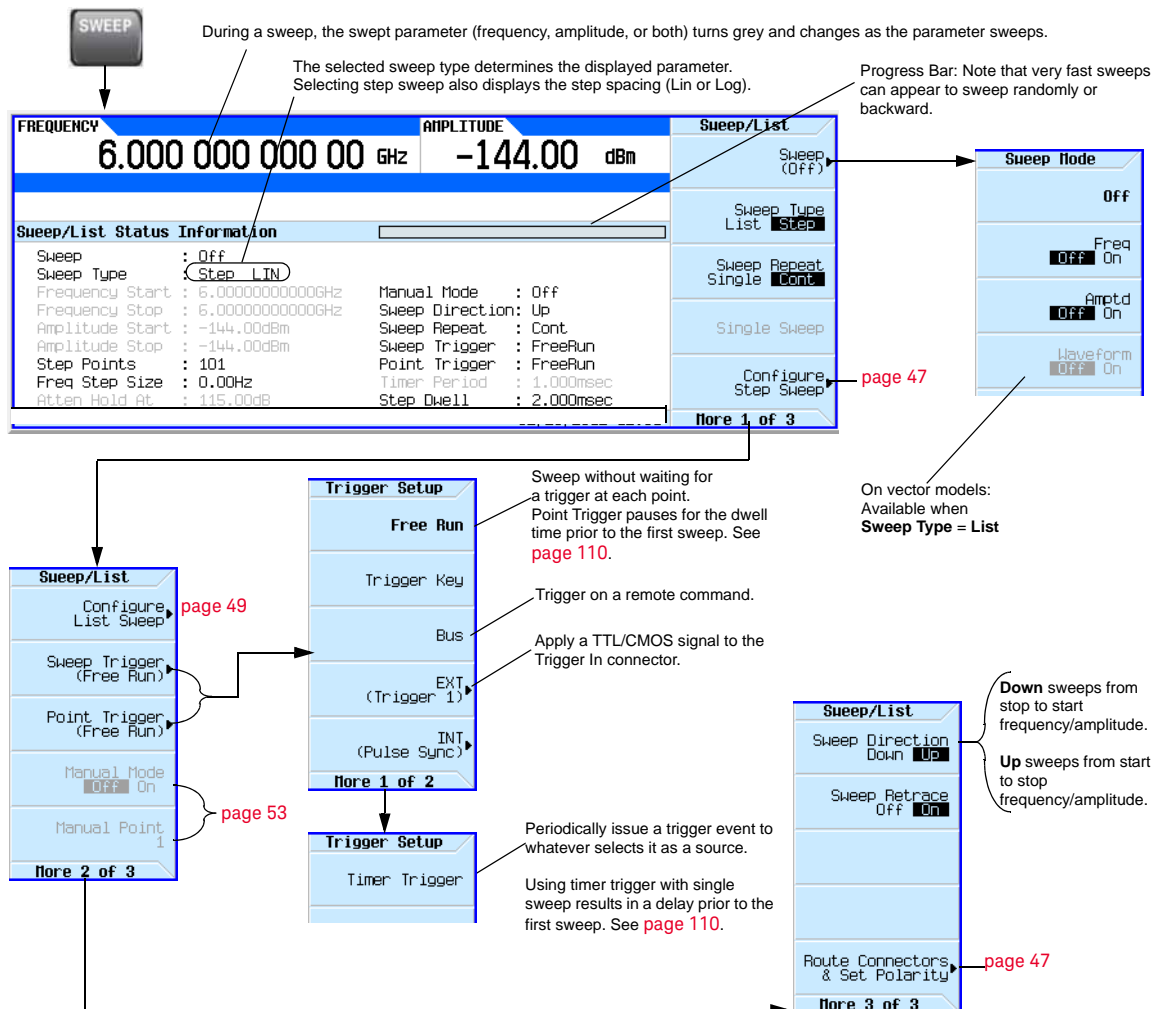 SWEEP
During a sweep, the swept parameter (frequency, amplitude, or both) turns grey and changes as the parameter sweeps.
The selected sweep type determines the displayed parameter.
Selecting step sweep also displays the step spacing (Lin or Log).
Progress Bar: Note that very fast sweeps
can appear to sweep randomly or
backward.
FREQUENCY
6.000 000 000 00 GHz
AMPLITUDE
-144.00 dBm
Sweep/List Status Information
Sweep : Off
Sweep Type : Step LIN
Frequency Start : 6.00000000000GHz
Frequency Stop : 6.00000000000GHz
Amplitude Start : -144.00dBm
Amplitude Stop : -144.00dBm
Step Points : 101
Freq Step Size : 0.00Hz
Atten Hold At : 115.00dB
Manual Mode : Off
Sweep Direction: Up
Sweep Repeat : Cont
Sweep Trigger : FreeRun
Point Trigger : FreeRun
Timer Period : 1.000msec
Step Dwell : 2.000msec
Sweep/List
Sweep
(Off)
Sweep Type
List Step
Sweep Repeat
Single Cont
Single Sweep
Configure
Step Sweep
More 1 of 3
page 47
Sweep Mode
Off
Freq
Off On
Amptd
Off On
Waveform
Off On
On vector models:
Available when
Sweep Type = List
Sweep/List
Configure
List Sweep
page 49
Sweep Trigger
(Free Run)
Point Trigger
(Free Run)
Manual Mode
Off On
Manual Point
1
page 53
More 2 of 3
Trigger Setup
Free Run
Trigger Key
Bus
EXT
(Trigger 1)
INT
(Pulse Sync)
More 1 of 2
Sweep without waiting for
a trigger at each point.
Point Trigger pauses for the dwell
time prior to the first sweep. See
page 110.
Trigger on a remote command.
Apply a TTL/CMOS signal to the
Trigger In connector.
Trigger Setup
Timer Trigger
Periodically issue a trigger event to
whatever selects it as a source.
Using timer trigger with single
sweep results in a delay prior to the
first sweep. See page 110.
Sweep/List
Sweep Direction
Down Up
Sweep Retrace
Off On
Route Connectors
& Set Polarity
More 3 of 3
Down sweeps from
stop to start
frequency/amplitude.
Up sweeps from start
to stop
frequency/amplitude.
page 47